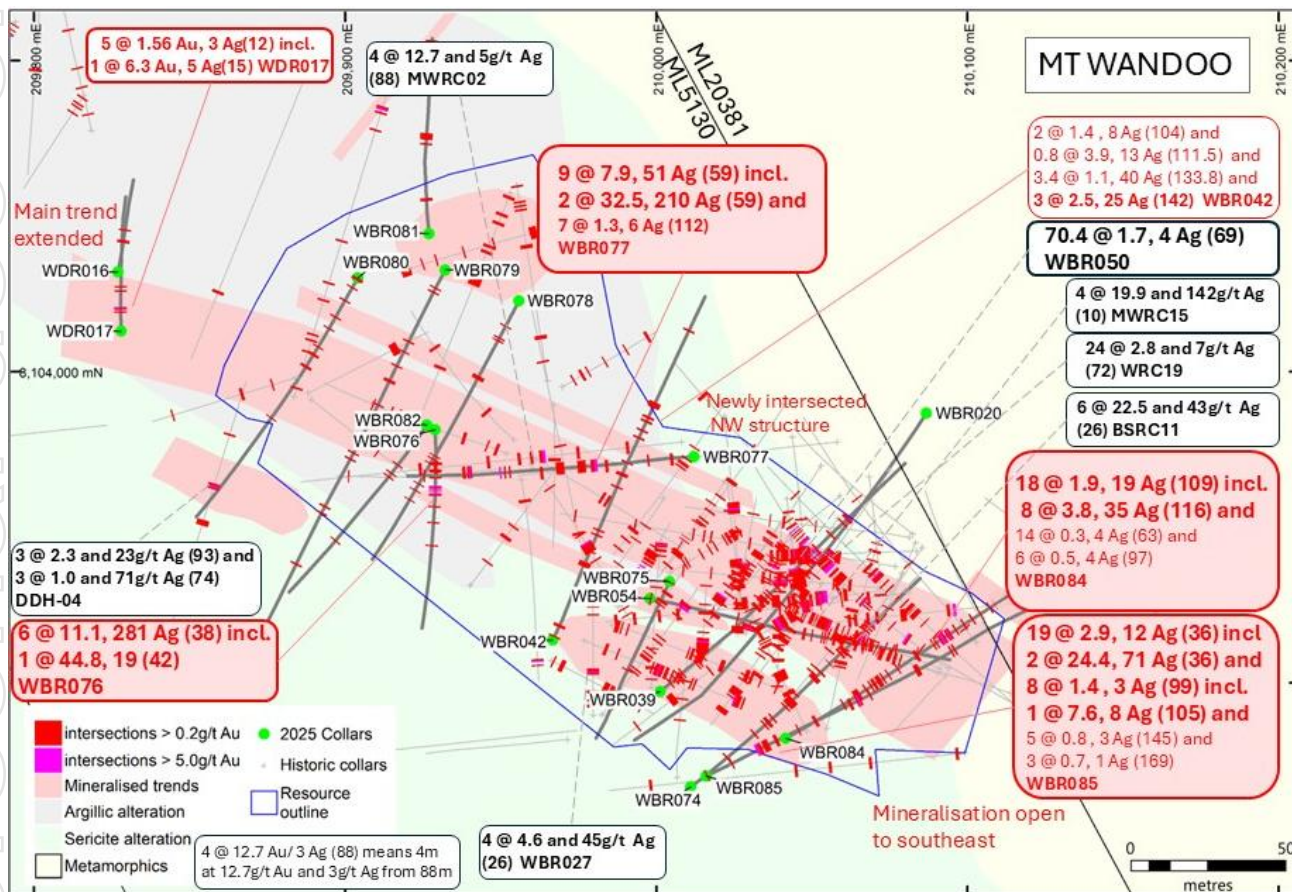 209,800 mE
209,900 mE
210,000 mE
210,100 mE
210,200 mE
5 @ 1.56 Au, 3 Ag(12) incl.
1 @ 6.3 Au, 5 Ag(15) WDR017
4 @ 12.7 and 5g/t Ag
(88) MWRC02
ML20381
ML5130
MT WANDOO
2 @ 1.4 , 8 Ag (104) and
0.8 @ 3.9, 13 Ag (111.5) and
3.4 @ 1.1, 40 Ag (133.8) and
3 @ 2.5, 25 Ag (142) WBR042
9 @ 7.9, 51 Ag (59) incl.
2 @ 32.5, 210 Ag (59) and
7 @ 1.3, 6 Ag (112)
WBR077
Main trend
extended
WDR016
WDR017
WBR081
WBR080
WBR079
WBR078
70.4 @ 1.7, 4 Ag (69)
WBR050
4 @ 19.9 and 142g/t Ag
(10) MWRC15
24 @ 2.8 and 7g/t Ag
(72) WRC19
6 @ 22.5 and 43g/t Ag
(26) BSRC11
6,104,000 mN
Newly intersected
NW structure
WBR082
WBR076
WBR077
WBR020
18 @ 1.9, 19 Ag (109) incl.
8 @ 3.8, 35 Ag (116) and
14 @ 0.3, 4 Ag (63) and
6 @ 0.5, 4 Ag (97)
WBR084
3 @ 2.3 and 23g/t Ag (93) and
3 @ 1.0 and 71g/t Ag (74)
DDH-04
6 @ 11.1, 281 Ag (38) incl.
1 @ 44.8, 19 (42)
WBR076
WBR075
WBR054
WBR042
WBR039
WBR084
WBR085
WBR074
19 @ 2.9, 12 Ag (36) incl
2 @ 24.4, 71 Ag (36) and
8 @ 1.4 , 3 Ag (99) incl.
1 @ 7.6, 8 Ag (105) and
5 @ 0.8 , 3 Ag (145) and
3 @ 0.7, 1 Ag (169)
WBR085
Mineralisation open
to southeast
intersections > 0.2g/t Au
intersections > 5.0g/t Au
Mineralised trends
Argillic alteration
Sericite alteration
Metamorphics
2025 Collars
Historic collars
Resource
outline
4 @ 12.7 Au/ 3 Ag (88) means 4m
at 12.7g/t Au and 3g/t Ag from 88m
4 @ 4.6 and 45g/t Ag
(26) WBR027
0
50
metres